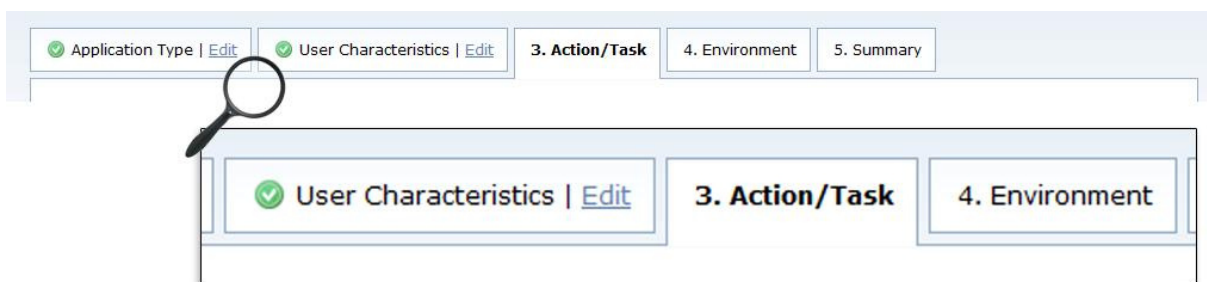 Application Type | Edit User Characteristics | Edit 3. Action/Task 4. Environment 5. Summary
User Characteristics | Edit 3. Action/Task 4. Environment